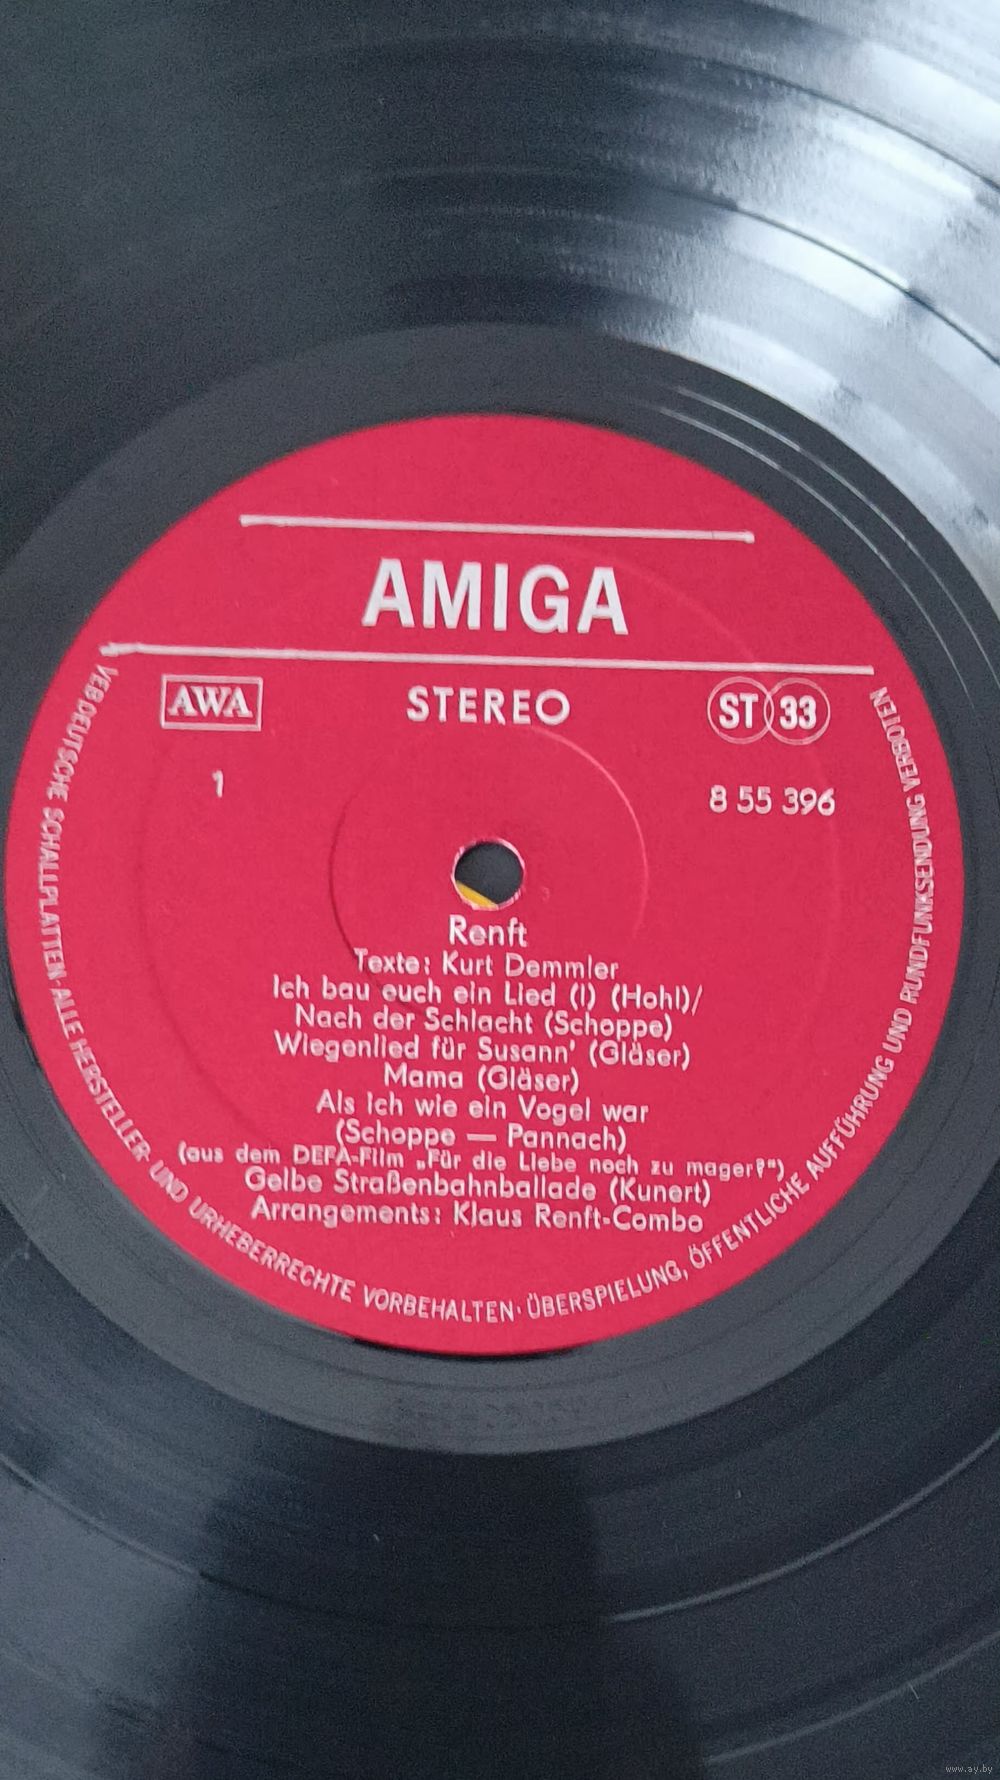 AMIGA
AWA
STEREO
ST 33
1
8 55 396
Renft
Texte: Kurt Demmler
Ich bau euch ein Lied (I) (Hohl)/
Nach der Schlacht (Schoppe)
Wiegenlied für Susann' (Gläser)
Mama (Gläser)
Als ich wie ein Vogel war
(Schoppe — Pannach)
(aus dem DEFA-Film „Für die Liebe noch zu mager?“)
Gelbe Straßenbahnballade (Kunert)
Arrangements: Klaus Renft-Combo
VEB DEUTSCHE SCHALLPLATTEN · ALLE HERSTELLER- UND URHEBERRECHTE VORBEHALTEN · ÜBERSPIELUNG, ÖFFENTLICHE AUFFÜHRUNG UND RUNDFUNKSENDUNG VERBOTEN
www.ay.by